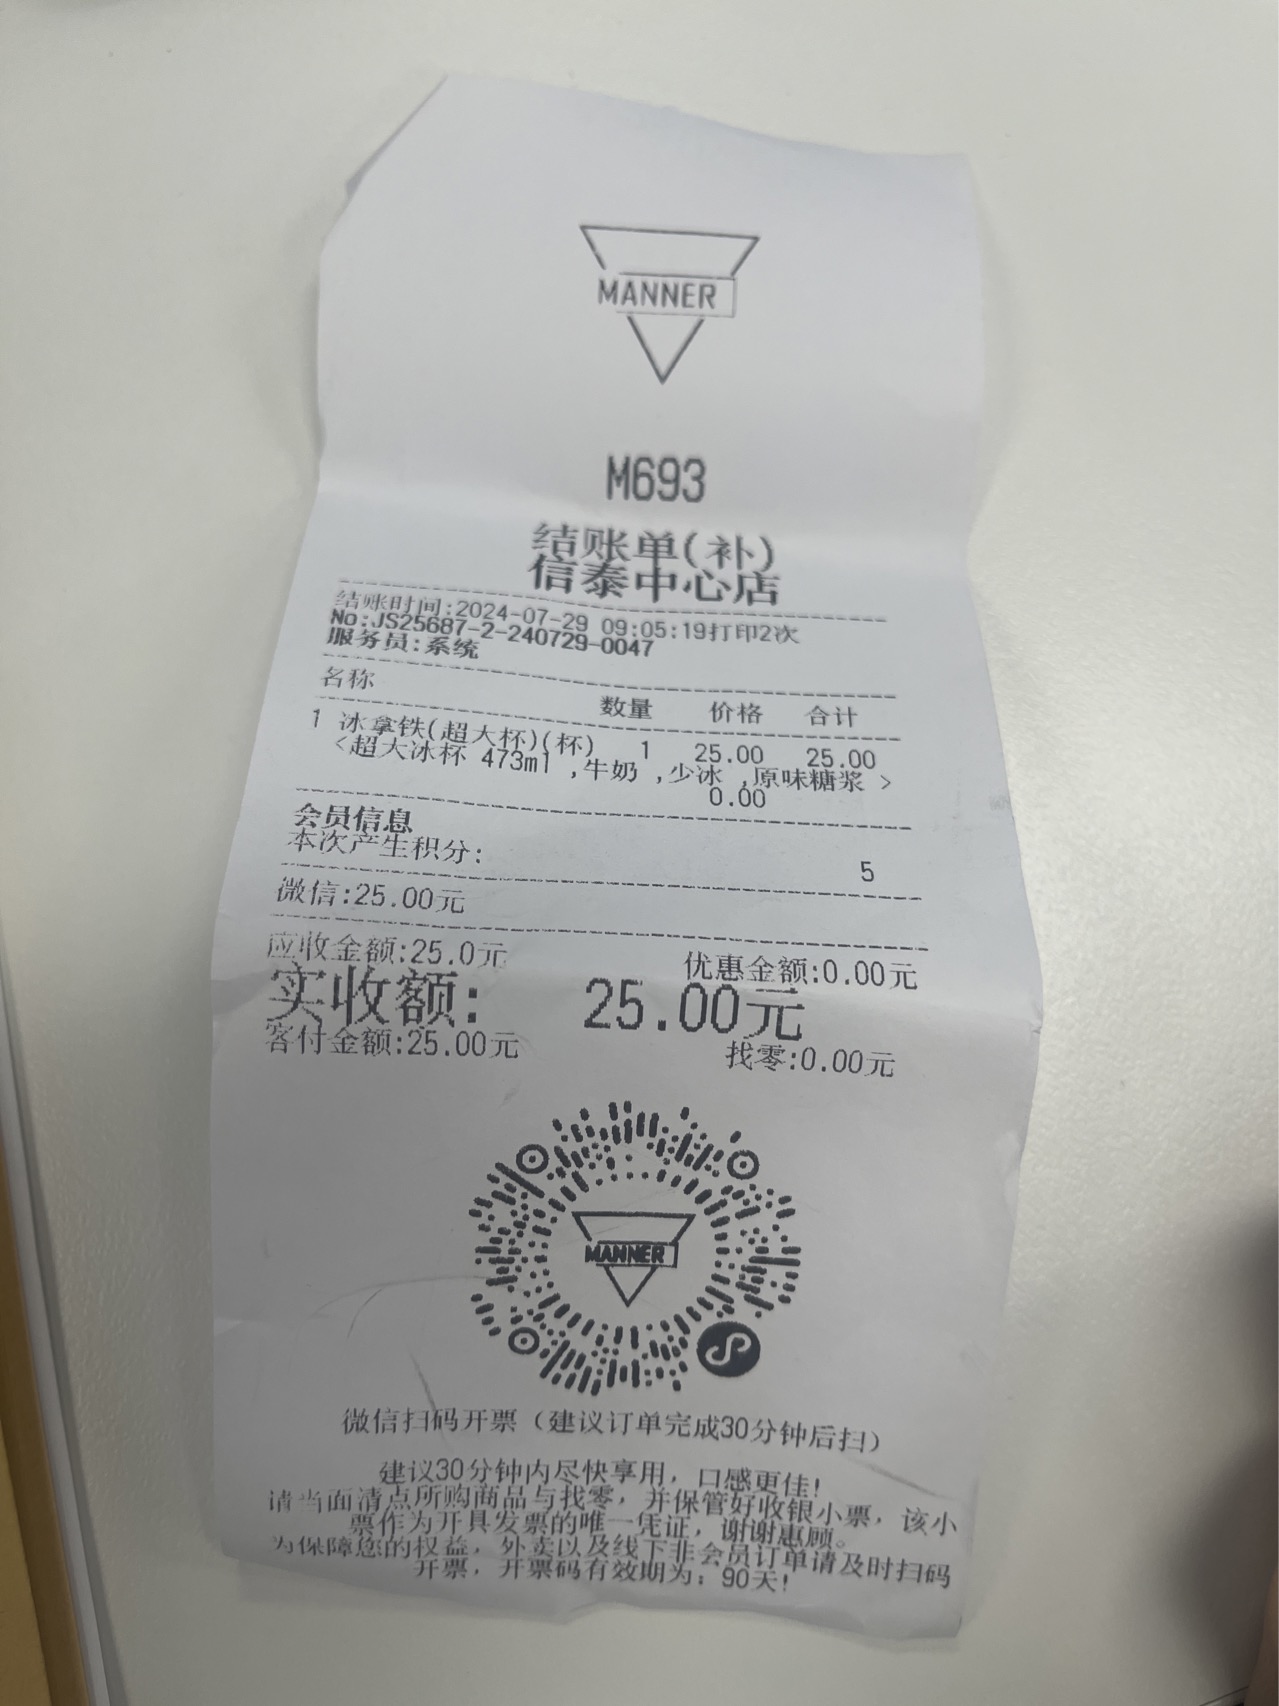 MANNER
M693
结账单(补)
信泰中心店
结账时间:2024-07-29 09:05:19打印2次
No:JS25687-2-240729-0047
服务员:系统
名称 数量 价格 合计
1 冰拿铁(超大杯)(杯) 1 25.00 25.00
<超大冰杯 473ml ,牛奶 ,少冰 ,原味糖浆 >
0.00
会员信息
本次产生积分: 5
微信:25.00元
应收金额:25.0元 优惠金额:0.00元
实收额: 25.00元
客付金额:25.00元 找零:0.00元
MANNER
微信扫码开票（建议订单完成30分钟后扫）
建议30分钟内尽快享用，口感更佳!
请当面清点所购商品与找零，并保管好收银小票，该小
票作为开具发票的唯一凭证，谢谢惠顾。
为保障您的权益，外卖以及线下非会员订单请及时扫码
开票，开票码有效期为：90天!